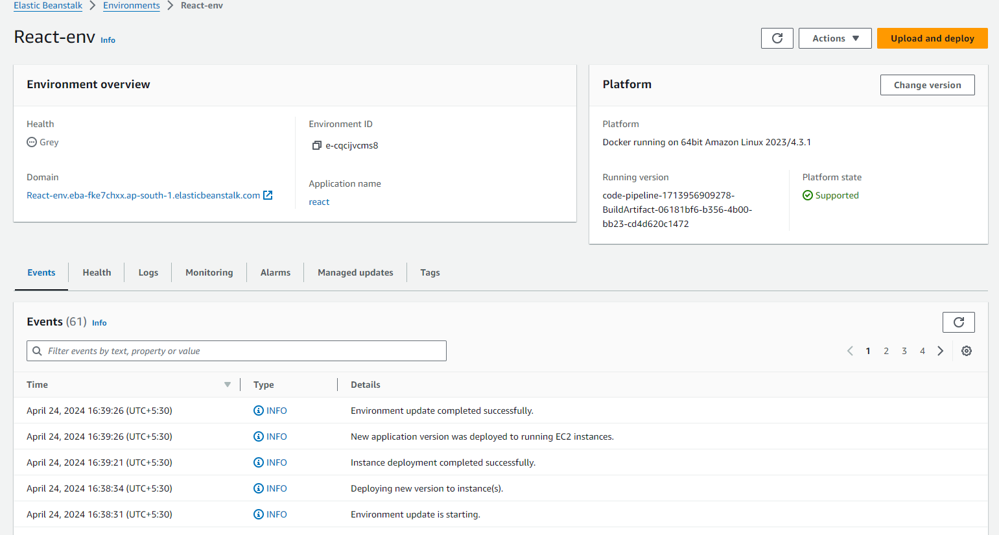 Elastic Beanstalk > Environments > React-env
React-env Info
Actions
Upload and deploy
Environment overview
Health
Grey
Environment ID
e-cqcijvcms8
Domain
React-env.eba-fke7chxx.ap-south-1.elasticbeanstalk.com
Application name
react
Platform
Change version
Platform
Docker running on 64bit Amazon Linux 2023/4.3.1
Running version
code-pipeline-1713956909278-
BuildArtifact-06181bf6-b356-4b00-
bb23-cd4d620c1472
Platform state
Supported
Events Health Logs Monitoring Alarms Managed updates Tags
Events (61) Info
Filter events by text, property or value
1 2 3 4
Time Type Details
April 24, 2024 16:39:26 (UTC+5:30) INFO Environment update completed successfully.
April 24, 2024 16:39:26 (UTC+5:30) INFO New application version was deployed to running EC2 instances.
April 24, 2024 16:39:21 (UTC+5:30) INFO Instance deployment completed successfully.
April 24, 2024 16:38:34 (UTC+5:30) INFO Deploying new version to instance(s).
April 24, 2024 16:38:31 (UTC+5:30) INFO Environment update is starting.